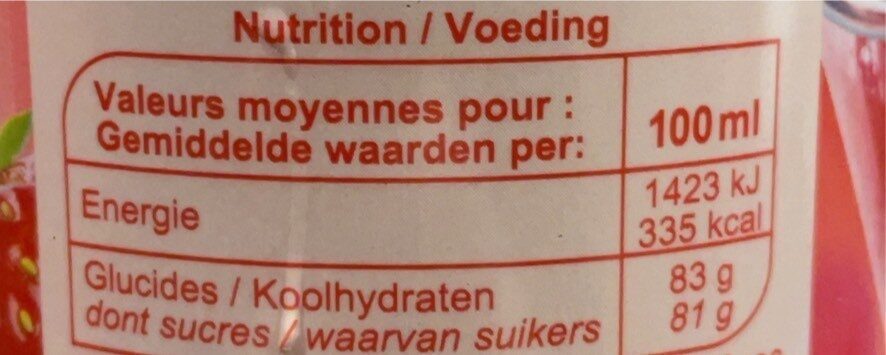 Nutrition / Voeding
Valeurs moyennes pour :
Gemiddelde waarden per:
100 ml
Energie
1423 kJ
335 kcal
Glucides / Koolhydraten
83 g
dont sucres / waarvan suikers
81 g